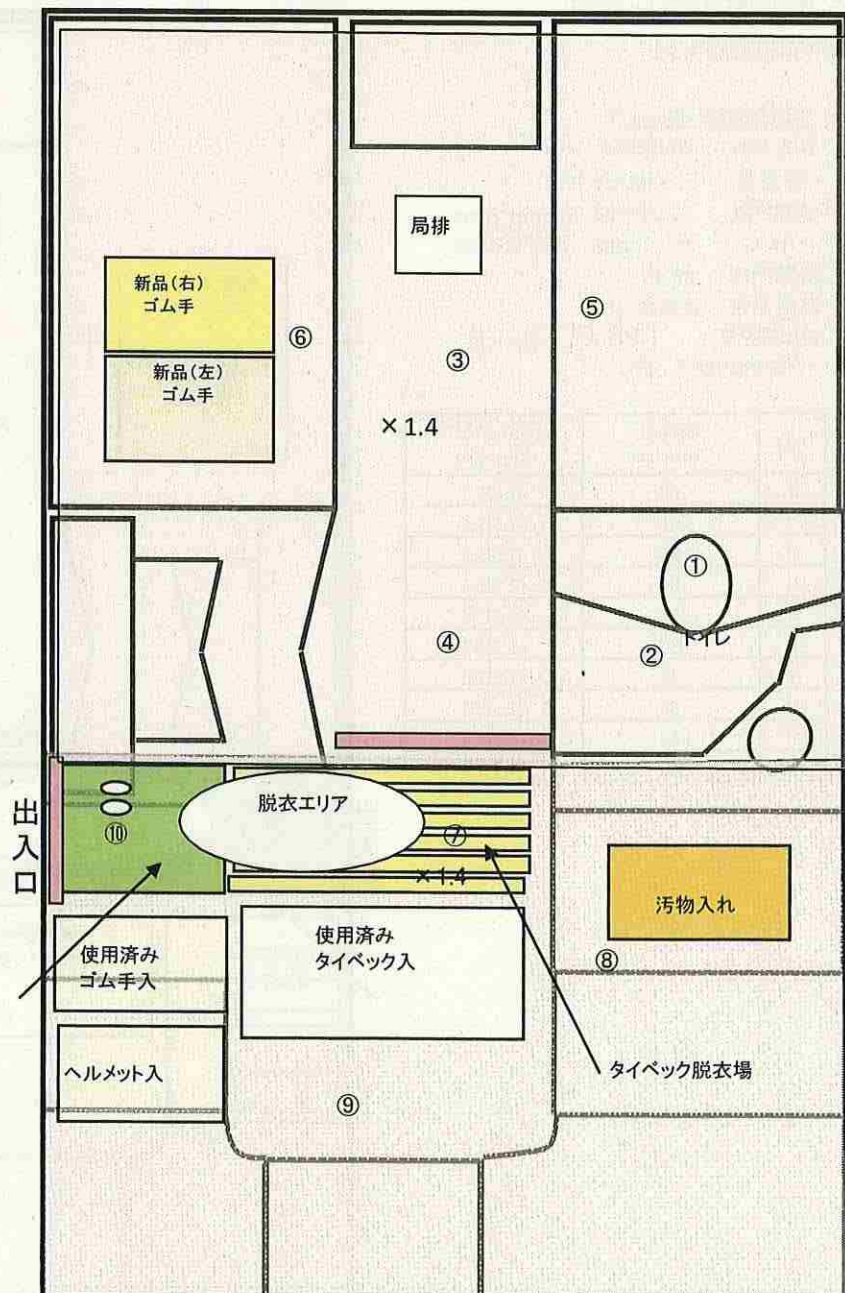 局排
新品(右)
ゴム手
⑥
新品(左)
ゴム手
③
⑤
×1.4
①
トイレ
②
④
出入口
⑩
脱衣エリア
⑦
×1.4
汚物入れ
使用済み
ゴム手入
使用済み
タイベック入
⑧
ヘルメット入
タイベック脱衣場
⑨